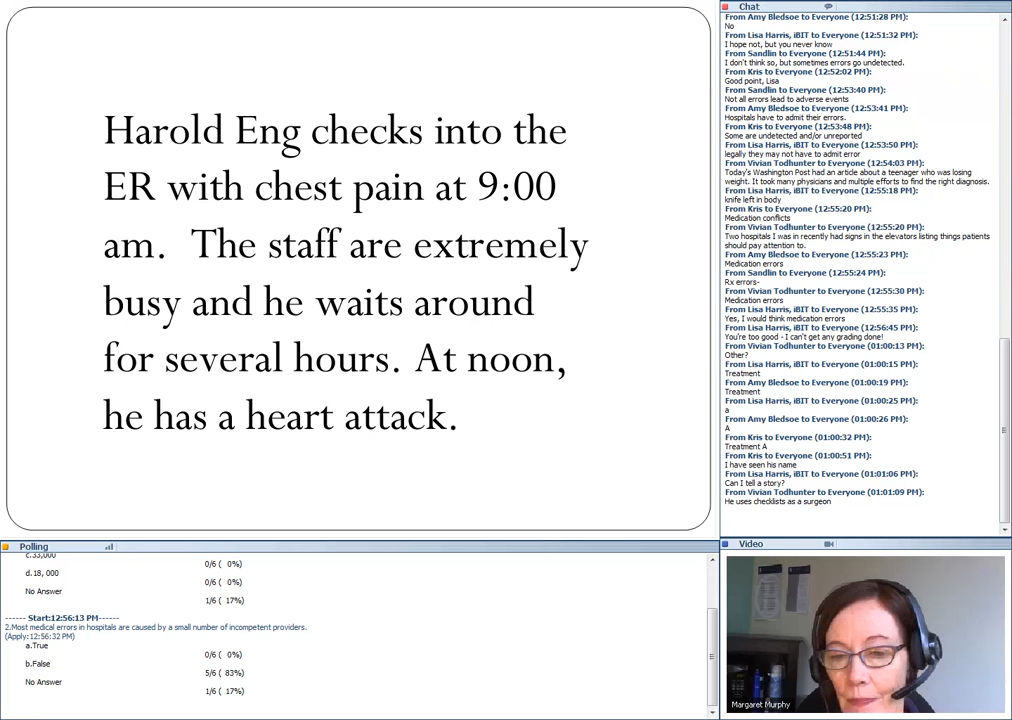 Harold Eng checks into the
ER with chest pain at 9:00
am. The staff are extremely
busy and he waits around
for several hours. At noon,
he has a heart attack.
Chat
From Amy Bledsoe to Everyone (12:51:28 PM):
No
From Lisa Harris, iBIT to Everyone (12:51:32 PM):
I hope not, but you never know
From Sandlin to Everyone (12:51:44 PM):
I don't think so, but sometimes errors go undetected.
From Kris to Everyone (12:52:02 PM):
Good point, Lisa
From Sandlin to Everyone (12:53:40 PM):
Not all errors lead to adverse events
From Amy Bledsoe to Everyone (12:53:41 PM):
Hospitals have to admit their errors.
From Kris to Everyone (12:53:48 PM):
Some are undetected and/or unreported
From Lisa Harris, iBIT to Everyone (12:53:50 PM):
legally they may not have to admit error
From Vivian Todhunter to Everyone (12:54:03 PM):
Today's Washington Post had an article about a teenager who was losing
weight. It took many physicians and multiple efforts to find the right diagnosis.
From Lisa Harris, iBIT to Everyone (12:55:18 PM):
knife left in body
From Kris to Everyone (12:55:20 PM):
Medication conflicts
From Vivian Todhunter to Everyone (12:55:20 PM):
Two hospitals I was in recently had signs in the elevators listing things patients
should pay attention to.
From Amy Bledsoe to Everyone (12:55:23 PM):
Medication errors
From Sandlin to Everyone (12:55:24 PM):
Rx errors-
From Vivian Todhunter to Everyone (12:55:30 PM):
Medication errors
From Lisa Harris, iBIT to Everyone (12:55:35 PM):
Yes, I would think medication errors
From Lisa Harris, iBIT to Everyone (12:56:45 PM):
You're too good - I can't get any grading done!
From Vivian Todhunter to Everyone (01:00:13 PM):
Other?
From Lisa Harris, iBIT to Everyone (01:00:15 PM):
Treatment
From Amy Bledsoe to Everyone (01:00:19 PM):
Treatment
From Lisa Harris, iBIT to Everyone (01:00:25 PM):
a
From Amy Bledsoe to Everyone (01:00:26 PM):
A
From Kris to Everyone (01:00:32 PM):
Treatment A
From Kris to Everyone (01:00:51 PM):
I have seen his name
From Lisa Harris, iBIT to Everyone (01:01:06 PM):
Can I tell a story?
From Vivian Todhunter to Everyone (01:01:09 PM):
He uses checklists as a surgeon
Polling
c.33,000
0/6 ( 0%)
d.18, 000
0/6 ( 0%)
No Answer
1/6 ( 17%)
------ Start:12:56:13 PM------
2.Most medical errors in hospitals are caused by a small number of incompetent providers.
(Apply:12:56:32 PM)
a.True
0/6 ( 0%)
b.False
5/6 ( 83%)
No Answer
1/6 ( 17%)
Video
Margaret Murphy